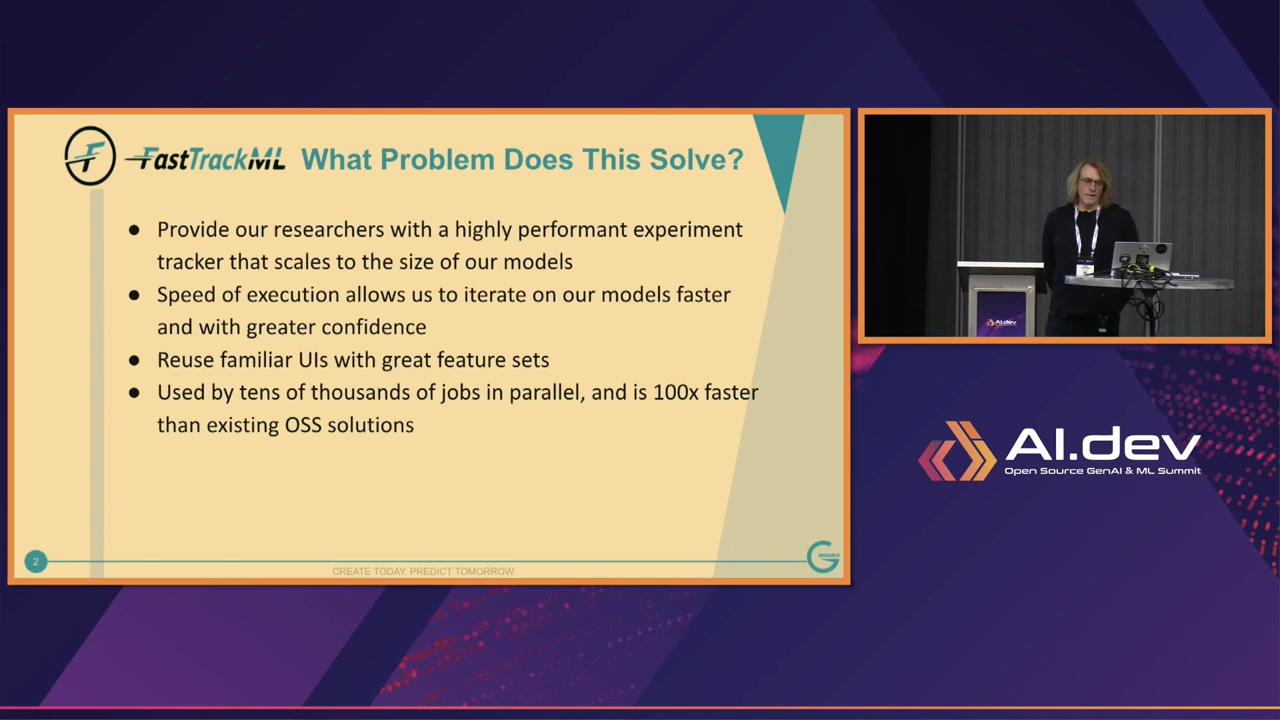 FastTrackML What Problem Does This Solve?
● Provide our researchers with a highly performant experiment
tracker that scales to the size of our models
● Speed of execution allows us to iterate on our models faster
and with greater confidence
● Reuse familiar UIs with great feature sets
● Used by tens of thousands of jobs in parallel, and is 100x faster
than existing OSS solutions
2
CREATE TODAY. PREDICT TOMORROW.
G RESEARCH
AI.dev
AI.dev
Open Source GenAI & ML Summit